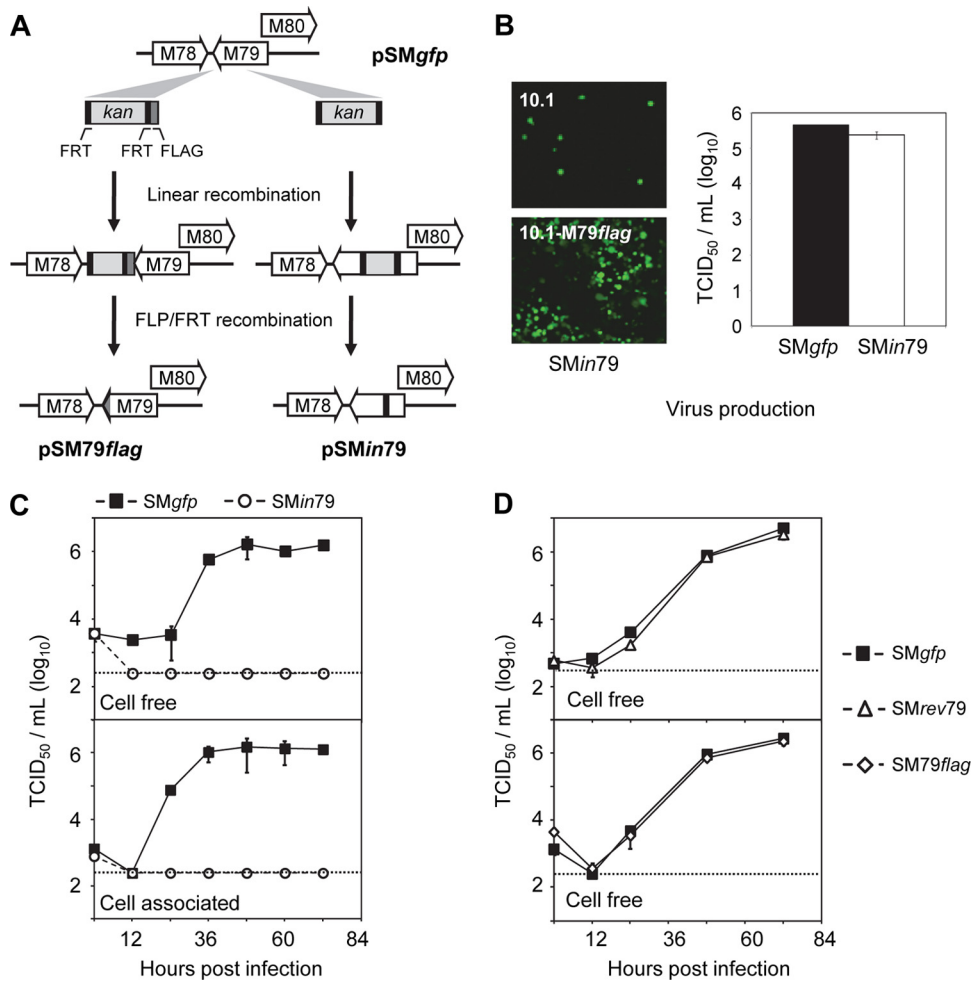 A
M80
M78
M79
pSMgfp
kan
kan
FRT
FRT FLAG
Linear recombination
M80
M80
M78
M79
M78
FLP/FRT recombination
M80
M80
M78
M79
M78
pSM79flag
pSMin79
B
10.1
10.1-M79flag
SMin79
TCID50 / mL (log10)
6
5
4
3
2
1
0
SMgfp SMin79
Virus production
C
SMgfp SMin79
6
4
2
Cell free
TCID50 / mL (log10)
6
4
2
Cell associated
12 36 60 84
Hours post infection
D
6
4
2
Cell free
TCID50 / mL (log10)
6
4
2
Cell free
12 36 60 84
Hours post infection
SMgfp
SMrev79
SM79flag